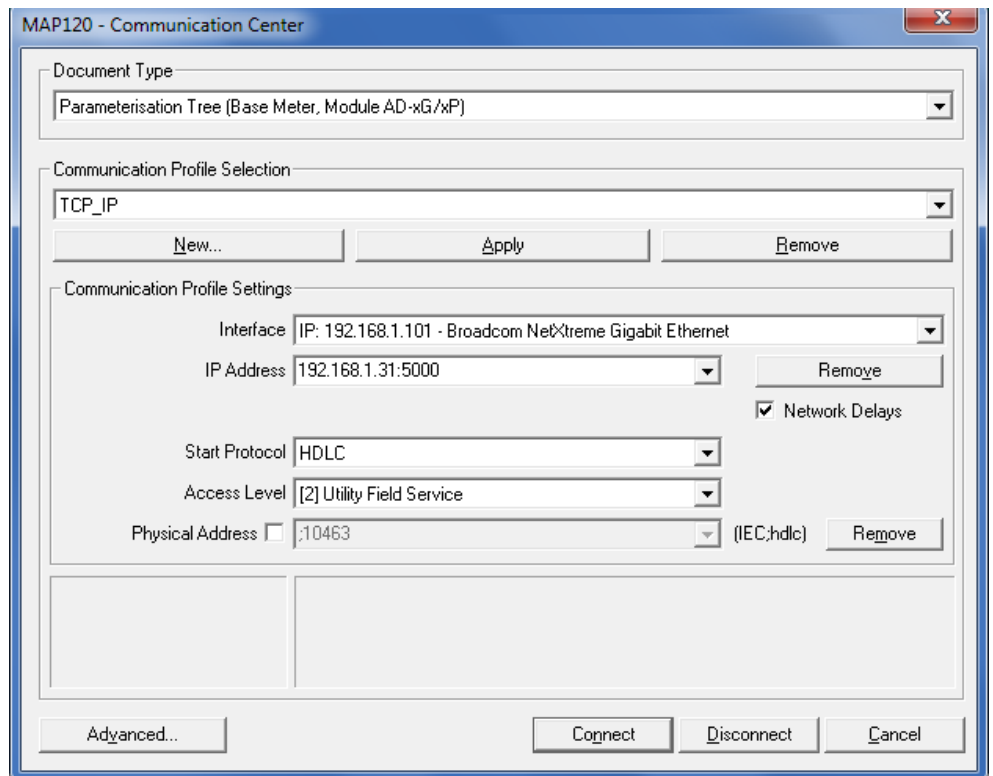 MAP120 - Communication Center
Document Type
Parameterisation Tree (Base Meter, Module AD-xG/xP)
Communication Profile Selection
TCP_IP
New... Apply Remove
Communication Profile Settings
Interface IP: 192.168.1.101 - Broadcom NetXtreme Gigabit Ethernet
IP Address 192.168.1.31:5000 Remove
Network Delays
Start Protocol HDLC
Access Level [2] Utility Field Service
Physical Address ;10463 (IEC;hdlc) Remove
Advanced... Connect Disconnect Cancel